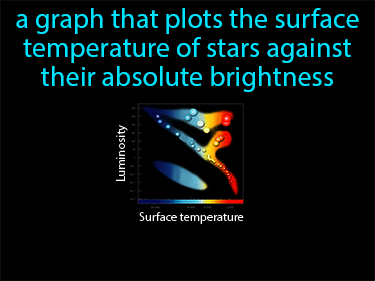 a graph that plots the surface
temperature of stars against
their absolute brightness
Luminosity
Surface temperature